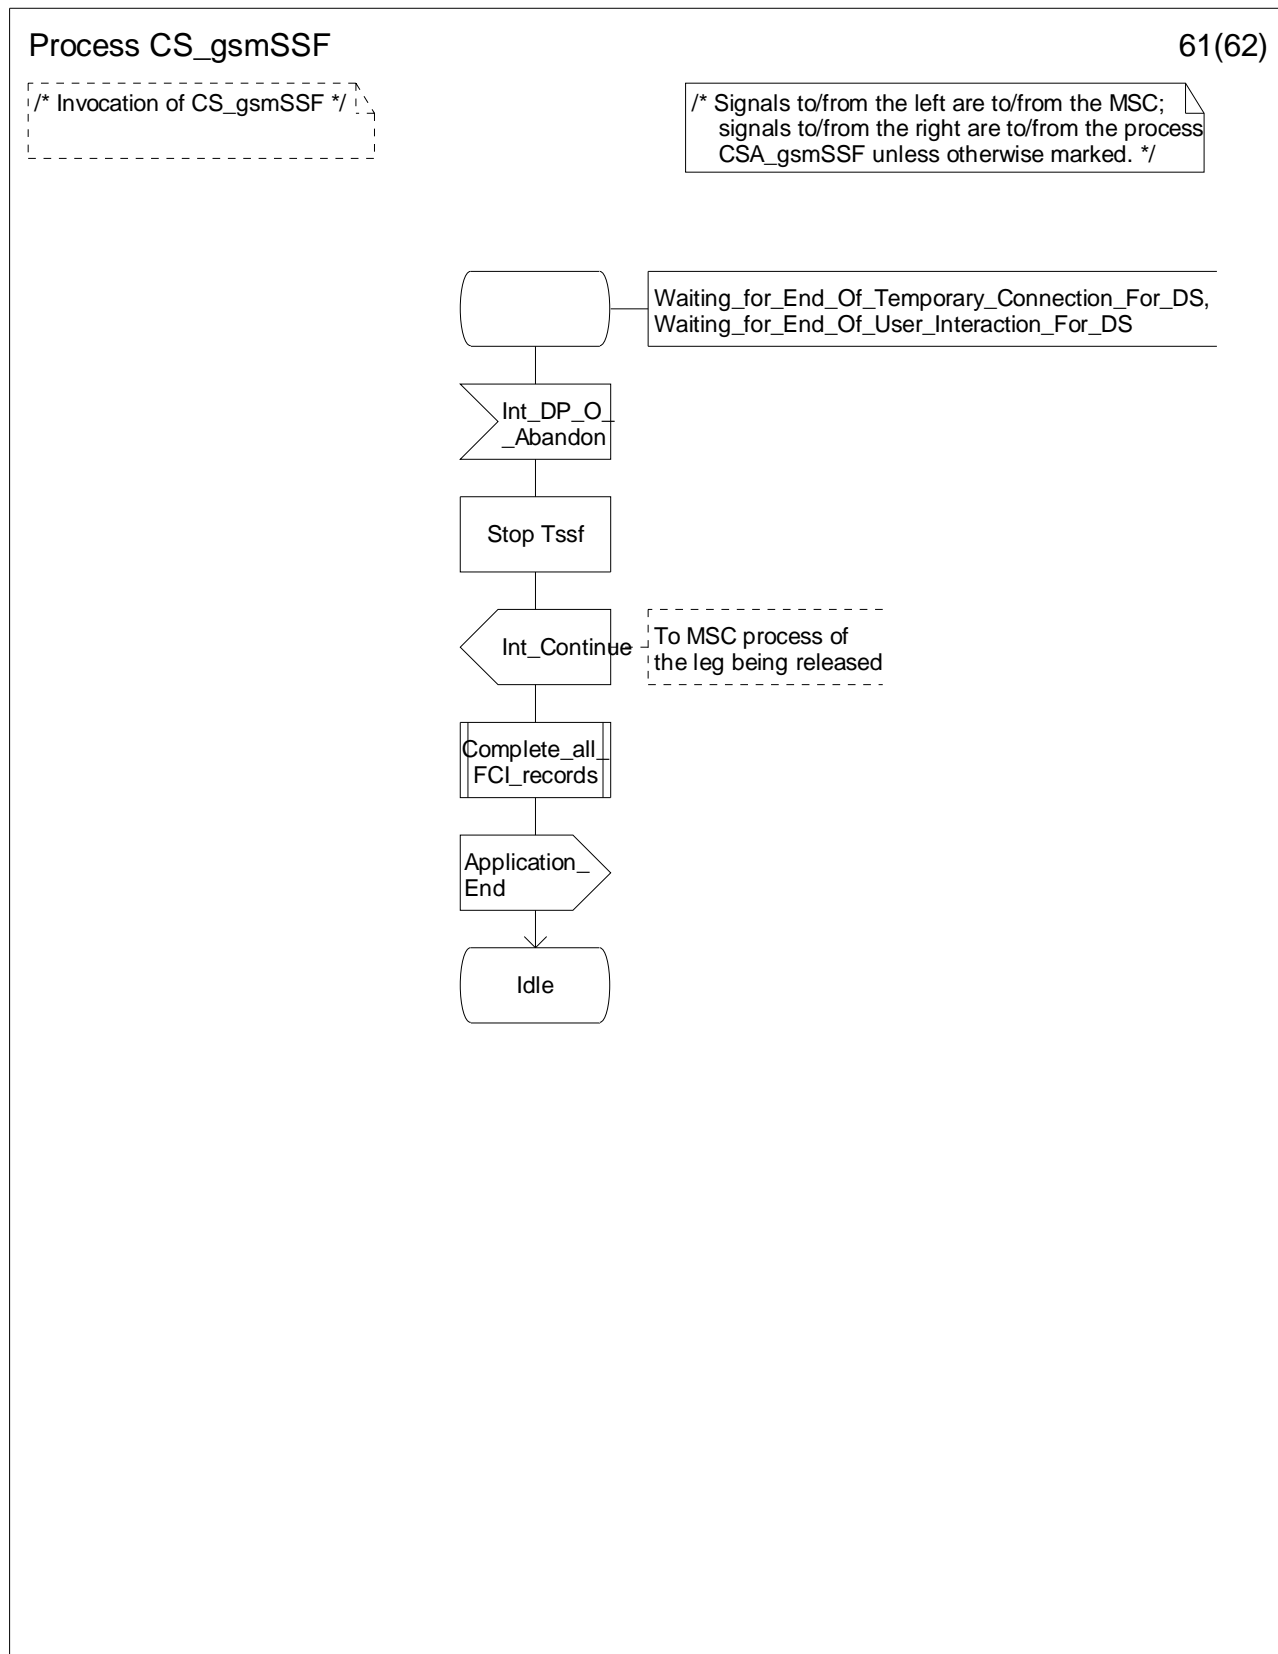 Process CS_gsmSSF
61(62)
/* Invocation of CS_gsmSSF */
/* Signals to/from the left are to/from the MSC;
signals to/from the right are to/from the process
CSA_gsmSSF unless otherwise marked. */
Waiting_for_End_Of_Temporary_Connection_For_DS,
Waiting_for_End_Of_User_Interaction_For_DS
Int_DP_O_
_Abandon
Stop Tssf
Int_Continue
To MSC process of
the leg being released
Complete_all_
FCI_records
Application_
End
Idle